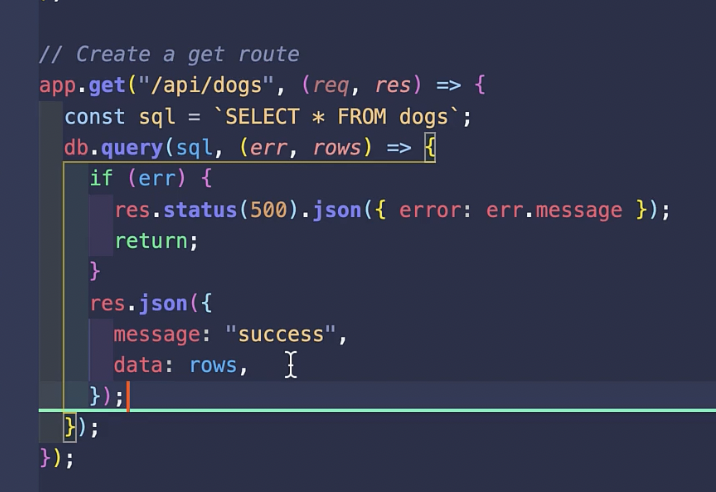 // Create a get route
app.get("/api/dogs", (req, res) => {
  const sql = `SELECT * FROM dogs`;
  db.query(sql, (err, rows) => {
    if (err) {
      res.status(500).json({ error: err.message });
      return;
    }
    res.json({
      message: "success",
      data: rows,
    });
  });
});